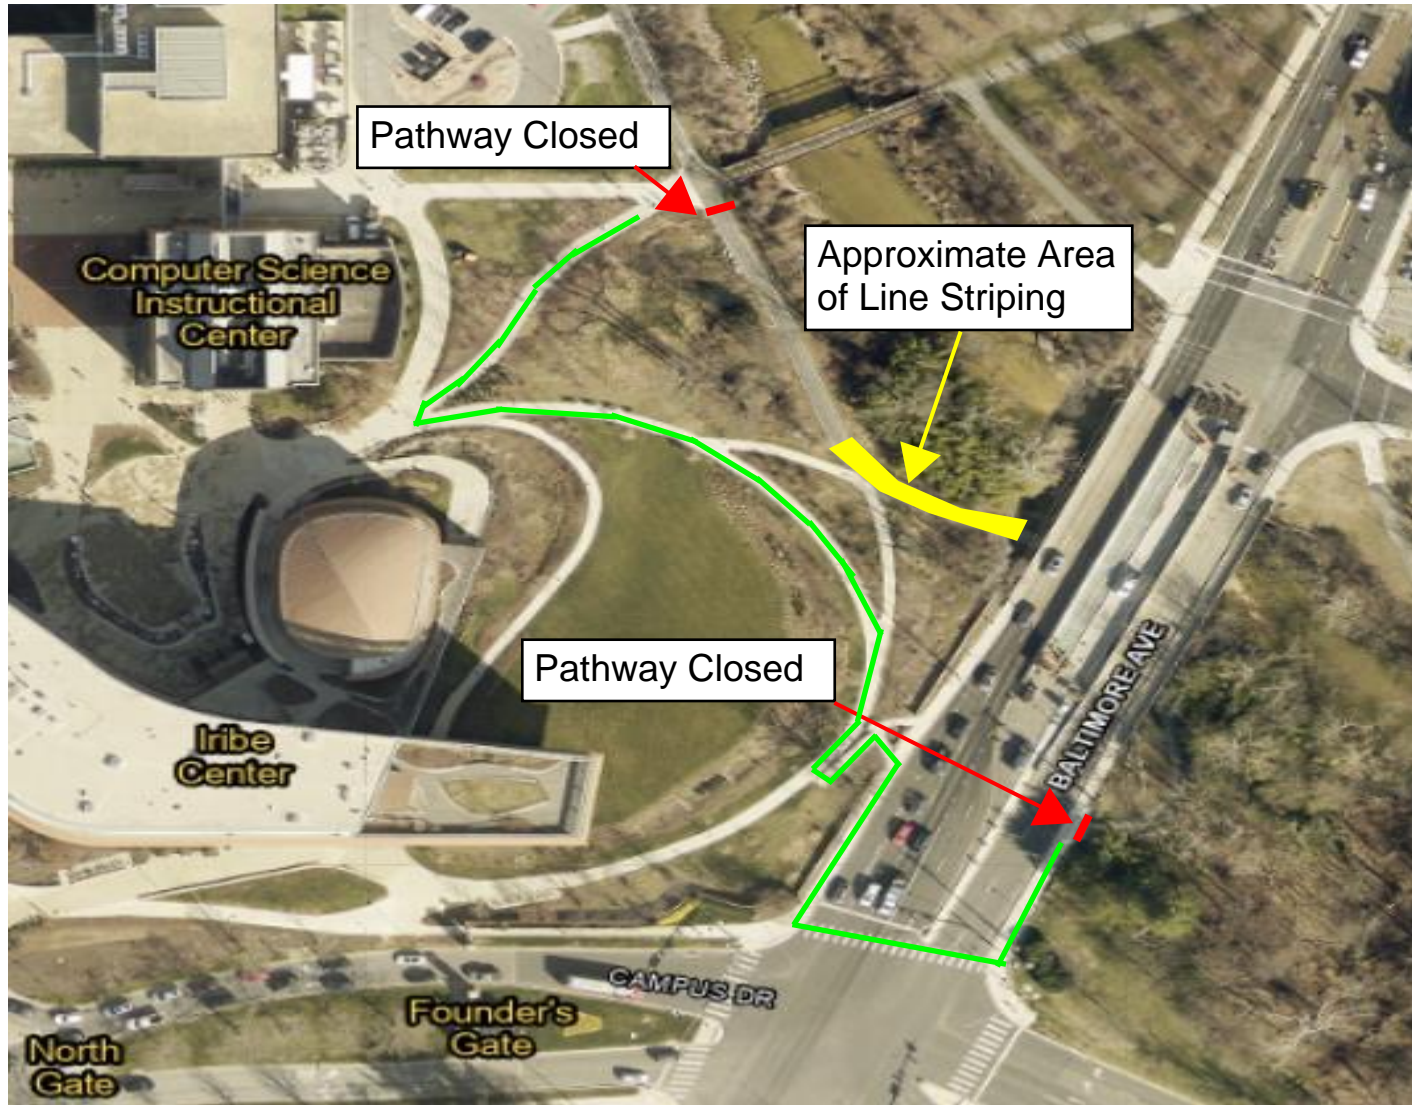 Pathway Closed
Approximate Area
of Line Striping
Computer Science
Instructional
Center
Pathway Closed
BALTIMORE AVE
Iribe
Center
CAMPUS DR
Founder's
Gate
North
Gate